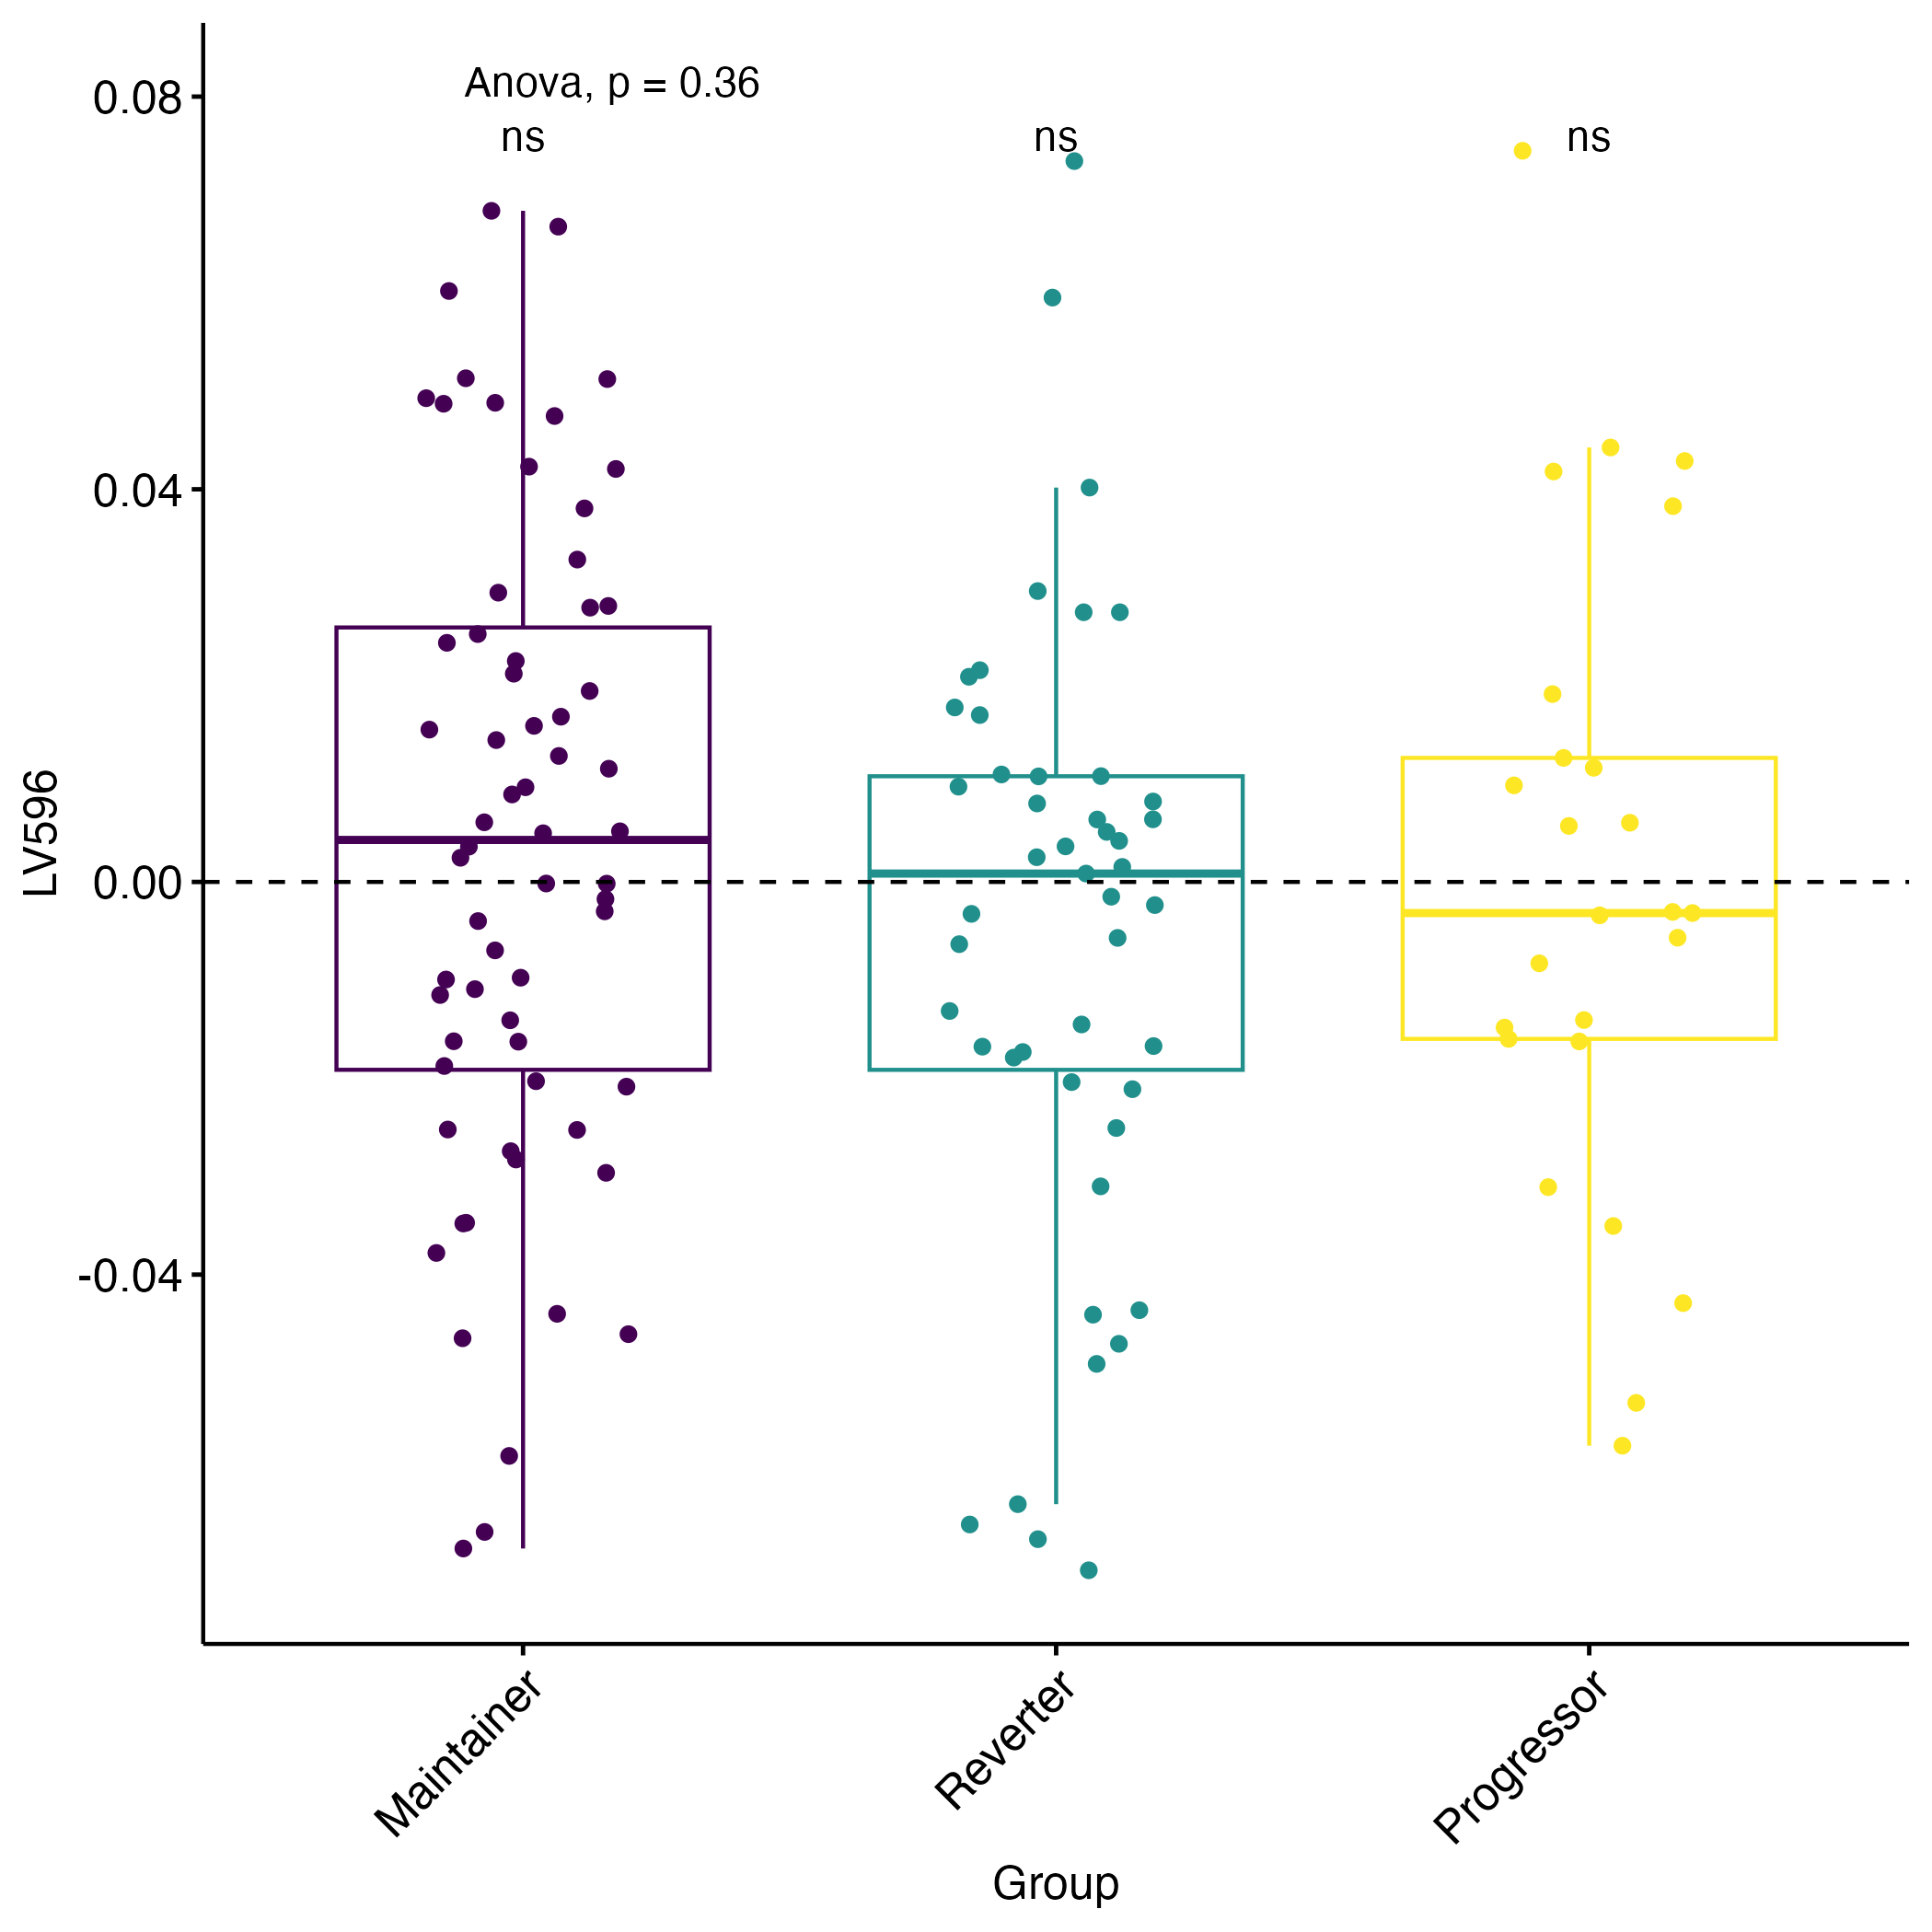 Anova, p = 0.36
ns ns ns
0.08
0.04
0.00
-0.04
LV596
Maintainer Reverter Progressor
Group